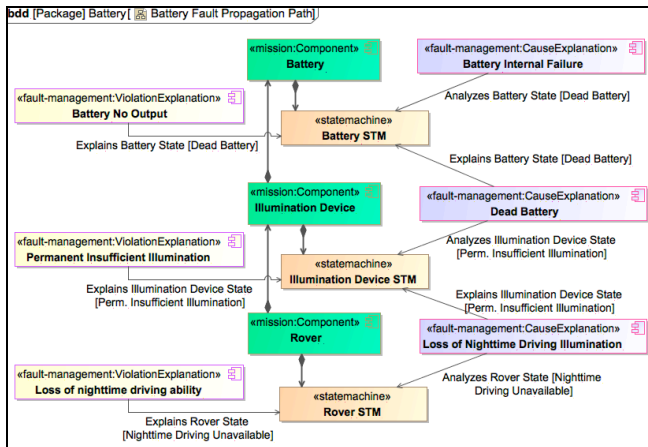 bdd [Package] Battery[ Battery Fault Propagation Path]
«mission:Component»
Battery
«fault-management:CauseExplanation»
Battery Internal Failure
Analyzes Battery State [Dead Battery]
«fault-management:ViolationExplanation»
Battery No Output
«statemachine»
Battery STM
Explains Battery State [Dead Battery]
Explains Battery State [Dead Battery]
«mission:Component»
Illumination Device
«fault-management:CauseExplanation»
Dead Battery
«fault-management:ViolationExplanation»
Permanent Insufficient Illumination
Analyzes Illumination Device State
[Perm. Insufficient Illumination]
«statemachine»
Illumination Device STM
Explains Illumination Device State
[Perm. Insufficient Illumination]
Explains Illumination Device State
[Perm. Insufficient Illumination]
«mission:Component»
Rover
«fault-management:CauseExplanation»
Loss of Nighttime Driving Illumination
«fault-management:ViolationExplanation»
Loss of nighttime driving ability
Analyzes Rover State [Nighttime
Driving Unavailable]
«statemachine»
Rover STM
Explains Rover State
[Nighttime Driving Unavailable]